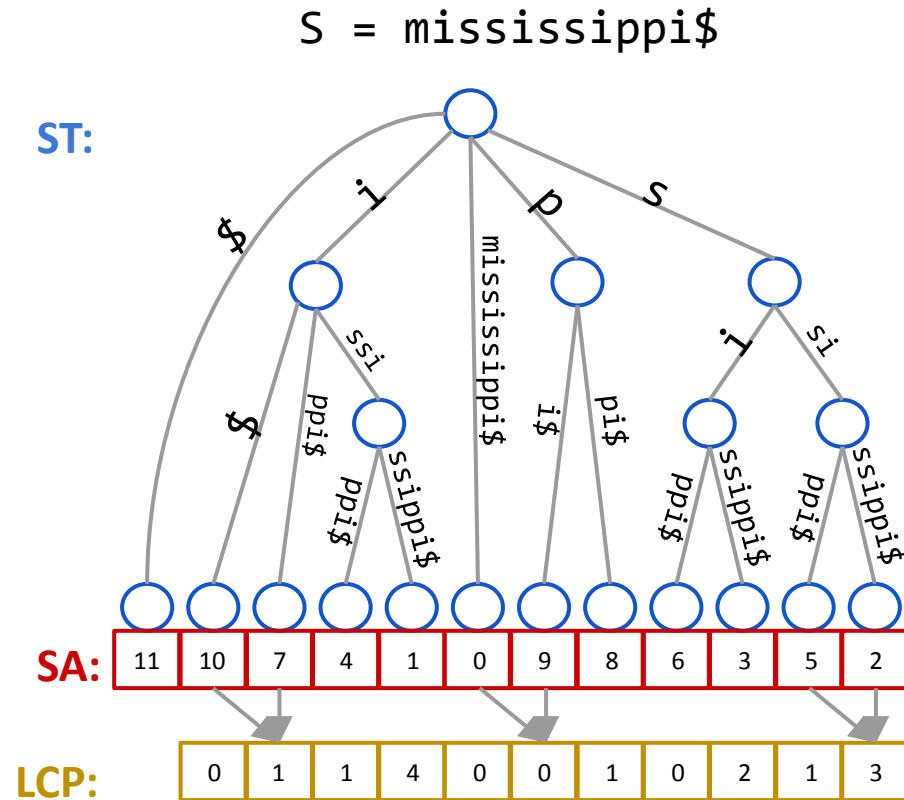 S = mississippi$
ST:
$
i
mississippi$
p
s
$
ppi$
ssi
i$
pi$
i
si
ppi$
ssippi$
ppi$
ssippi$
ppi$
ssippi$
SA: 11 10 7 4 1 0 9 8 6 3 5 2
LCP: 0 1 1 4 0 0 1 0 2 1 3